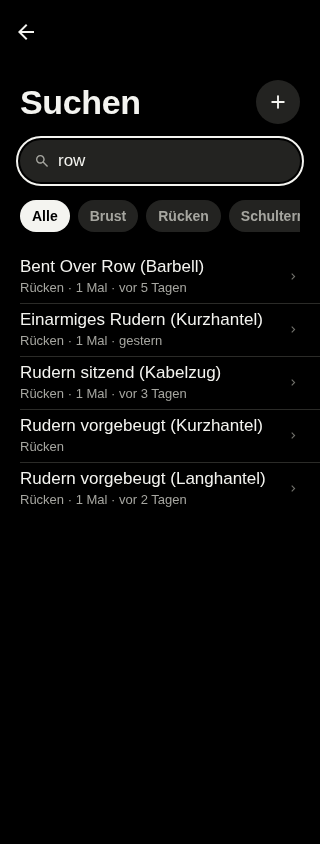 Suchen
row
Alle
Brust
Rücken
Bent Over Row (Barbell)
Rücken · 1 Mal · vor 5 Tagen
Einarmiges Rudern (Kurzhantel)
Rücken · 1 Mal · gestern
Rudern sitzend (Kabelzug)
Rücken · 1 Mal · vor 3 Tagen
Rudern vorgebeugt (Kurzhantel)
Rücken
Rudern vorgebeugt (Langhantel)
Rücken · 1 Mal · vor 2 Tagen